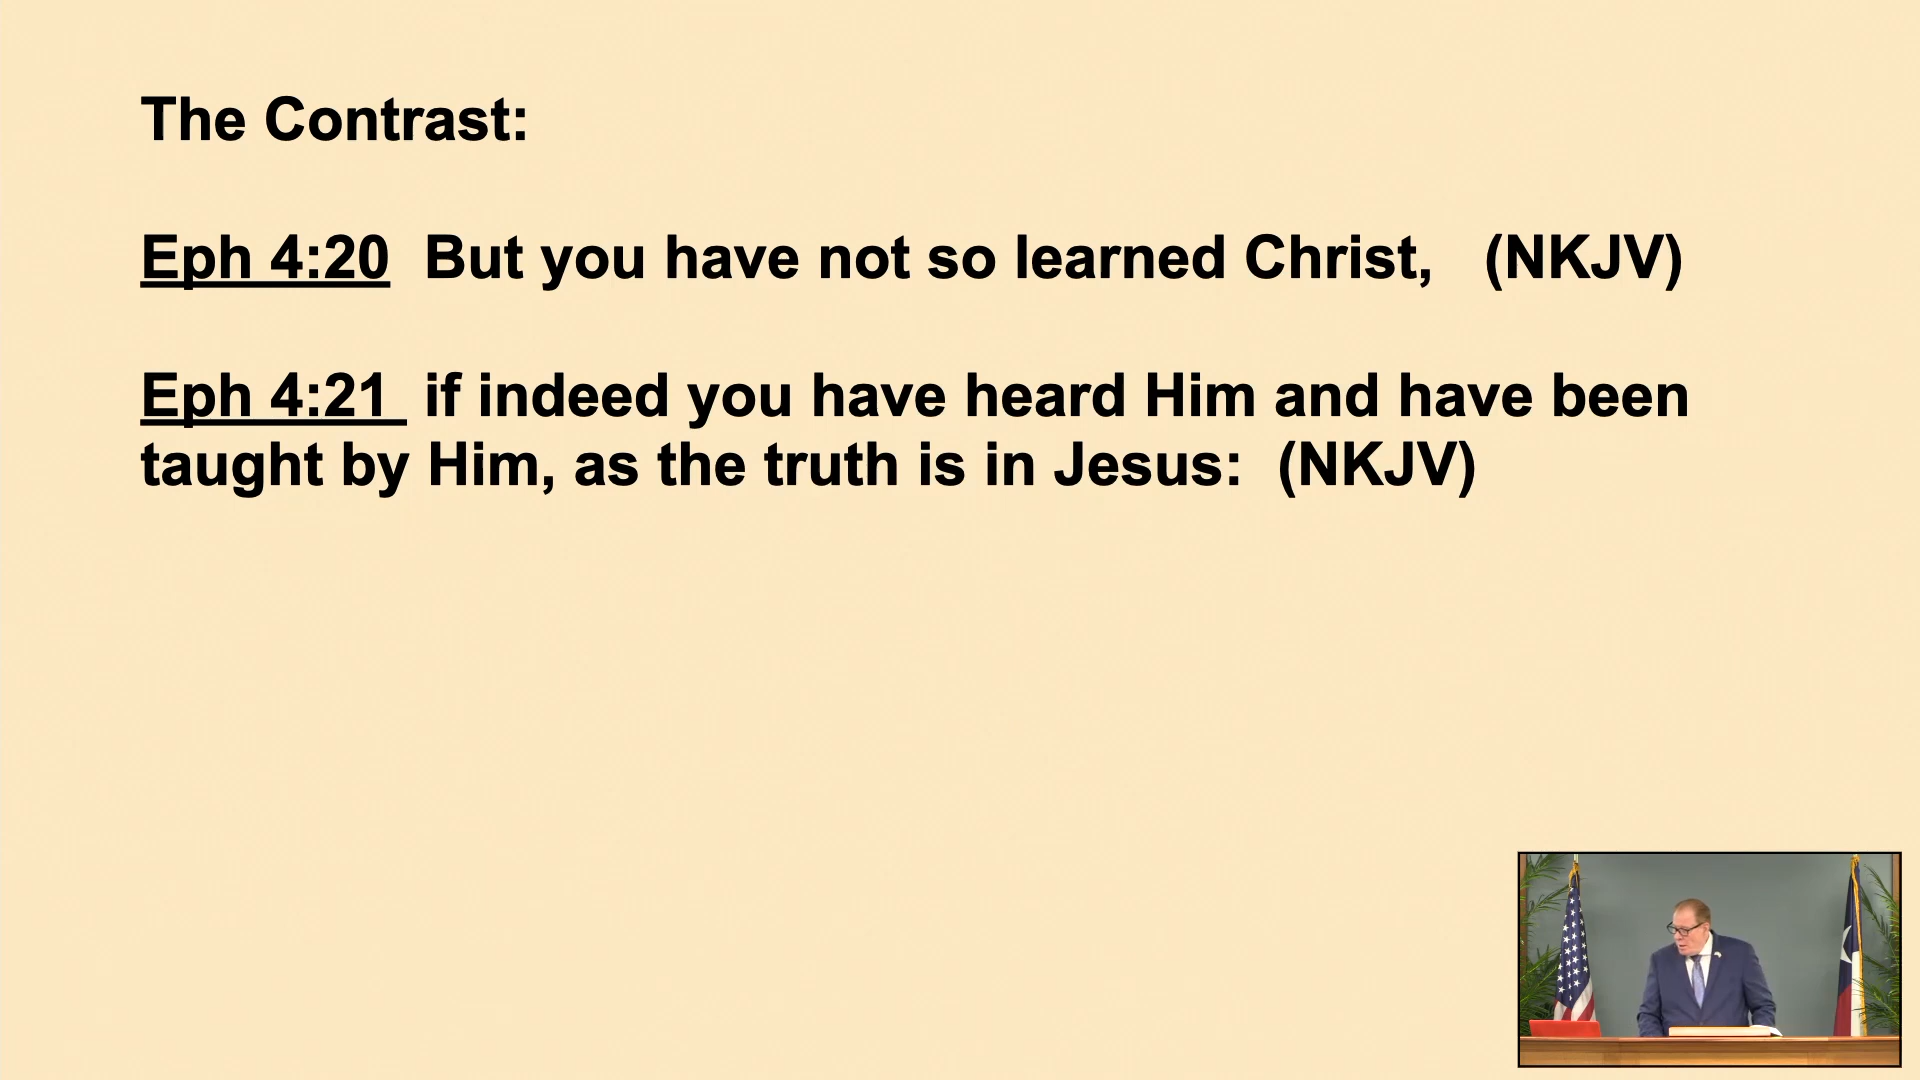 The Contrast:
Eph 4:20  But you have not so learned Christ,   (NKJV)
Eph 4:21  if indeed you have heard Him and have been
taught by Him, as the truth is in Jesus:  (NKJV)